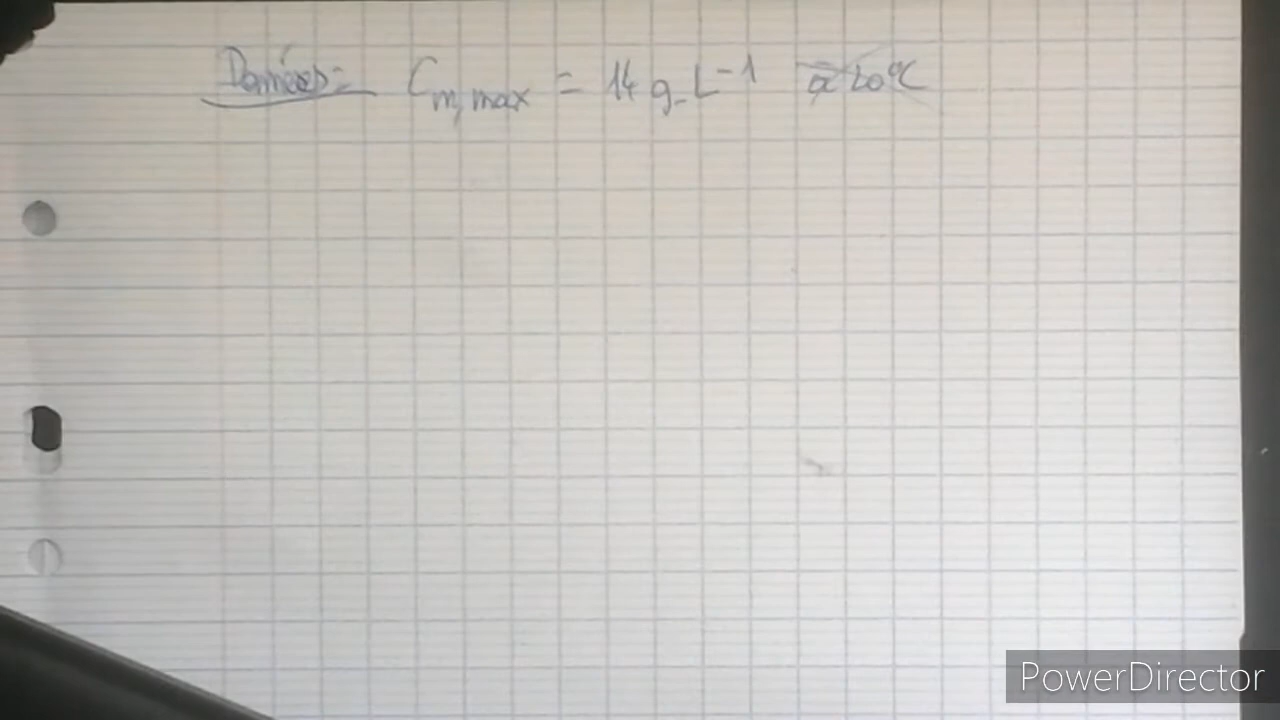 Données: C_m,max = 14 g.L⁻¹ à 20°C
PowerDirector